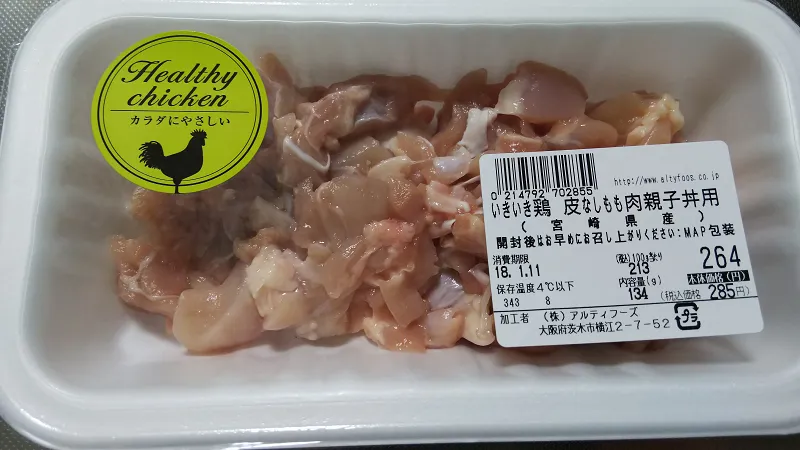 Healthy
chicken
カラダにやさしい
0 214792 702855
http://www.altyfoos.co.jp
いきいき鶏 皮なしもも肉親子丼用
(宮崎県産)
開封後はお早めにお召し上がりください:MAP包装
消費期限
18.1.11
(税込)100g当り
213
264
本体価格(円)
保存温度4℃以下
内容量(g)
134
(税込価格 285円)
343 8
加工者 (株)アルティフーズ
大阪府茨木市横江2-7-52
プラ